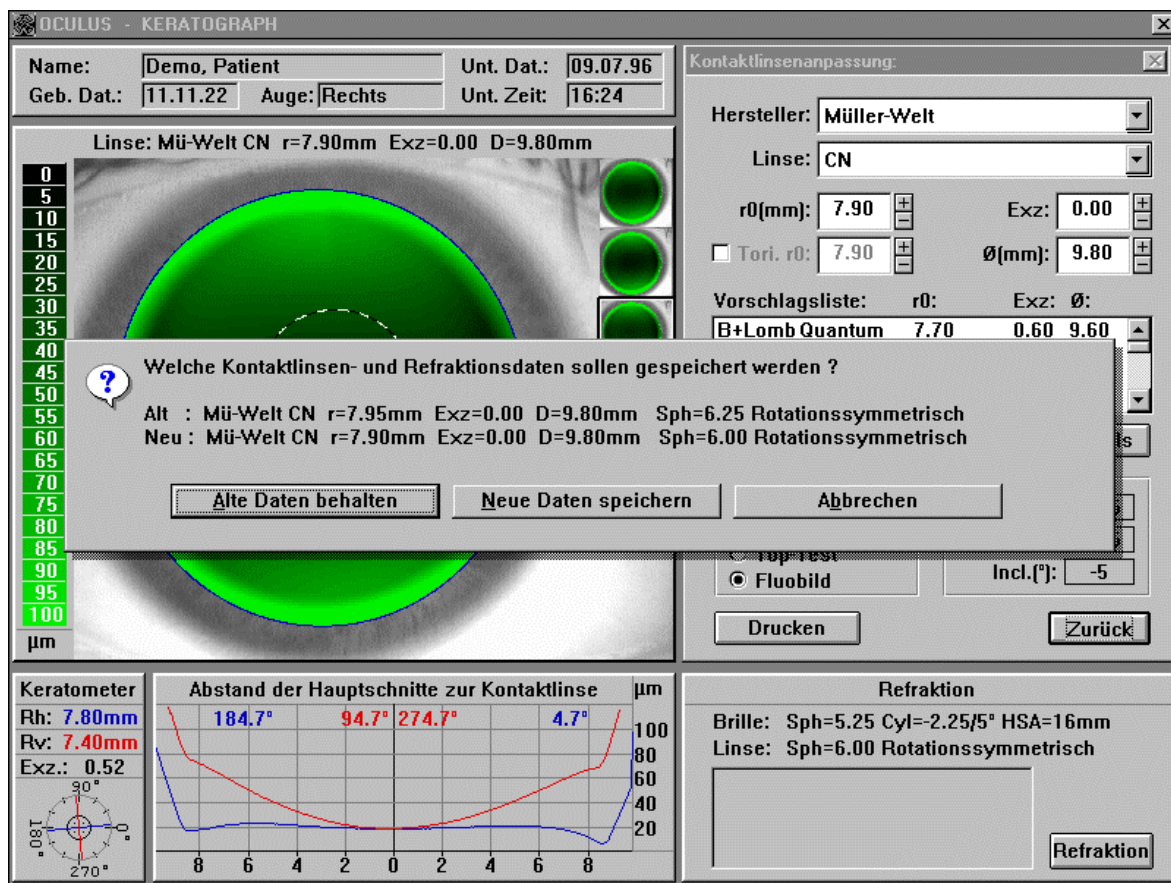 OCULUS - KERATOGRAPH
Name: Demo, Patient Unt. Dat.: 09.07.96
Geb. Dat.: 11.11.22 Auge: Rechts Unt. Zeit: 16:24
Linse: Mü-Welt CN r=7.90mm Exz=0.00 D=9.80mm
0
5
10
15
20
25
30
35
40
45
50
55
60
65
70
75
80
85
90
95
100
µm
Kontaktlinsenanpassung:
Hersteller: Müller-Welt
Linse: CN
r0(mm): 7.90 Exz: 0.00
Tori. r0: 7.90 Ø(mm): 9.80
Vorschlagsliste: r0: Exz: Ø:
B+Lomb Quantum 7.70 0.60 9.60
Welche Kontaktlinsen- und Refraktionsdaten sollen gespeichert werden ?
Alt : Mü-Welt CN r=7.95mm Exz=0.00 D=9.80mm Sph=6.25 Rotationssymmetrisch
Neu : Mü-Welt CN r=7.90mm Exz=0.00 D=9.80mm Sph=6.00 Rotationssymmetrisch
Alte Daten behalten Neue Daten speichern Abbrechen
Fluobild Incl.(°): -5
Drucken Zurück
Keratometer
Rh: 7.80mm
Rv: 7.40mm
Exz.: 0.52
90°
180° 0°
270°
Abstand der Hauptschnitte zur Kontaktlinse µm
184.7° 94.7° 274.7° 4.7°
100
80
60
40
20
8 6 4 2 0 2 4 6 8
Refraktion
Brille: Sph=5.25 Cyl=-2.25/5° HSA=16mm
Linse: Sph=6.00 Rotationssymmetrisch
Refraktion